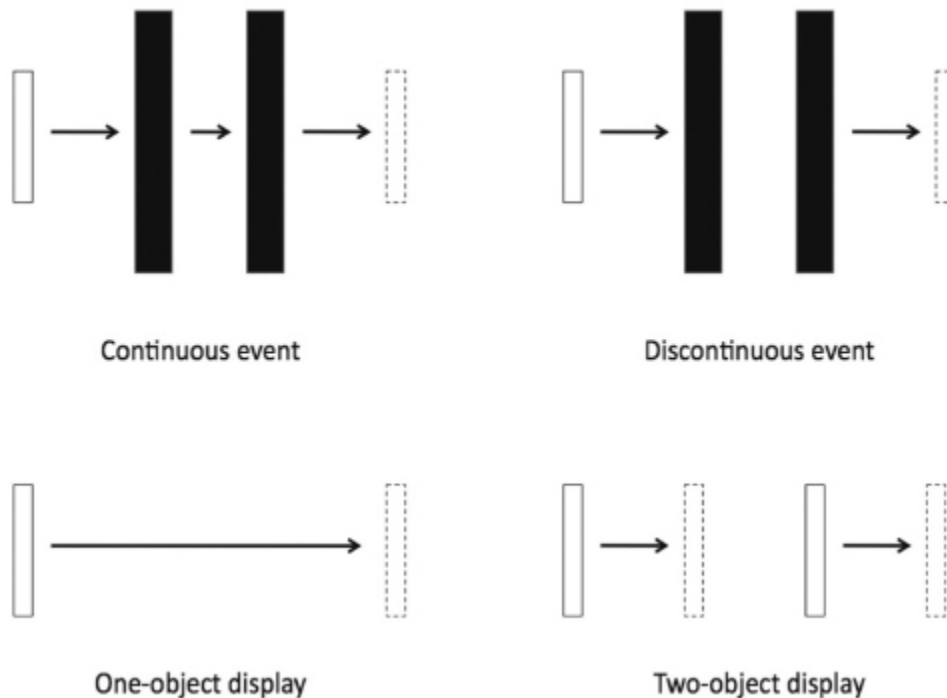 Continuous event
Discontinuous event
One-object display
Two-object display